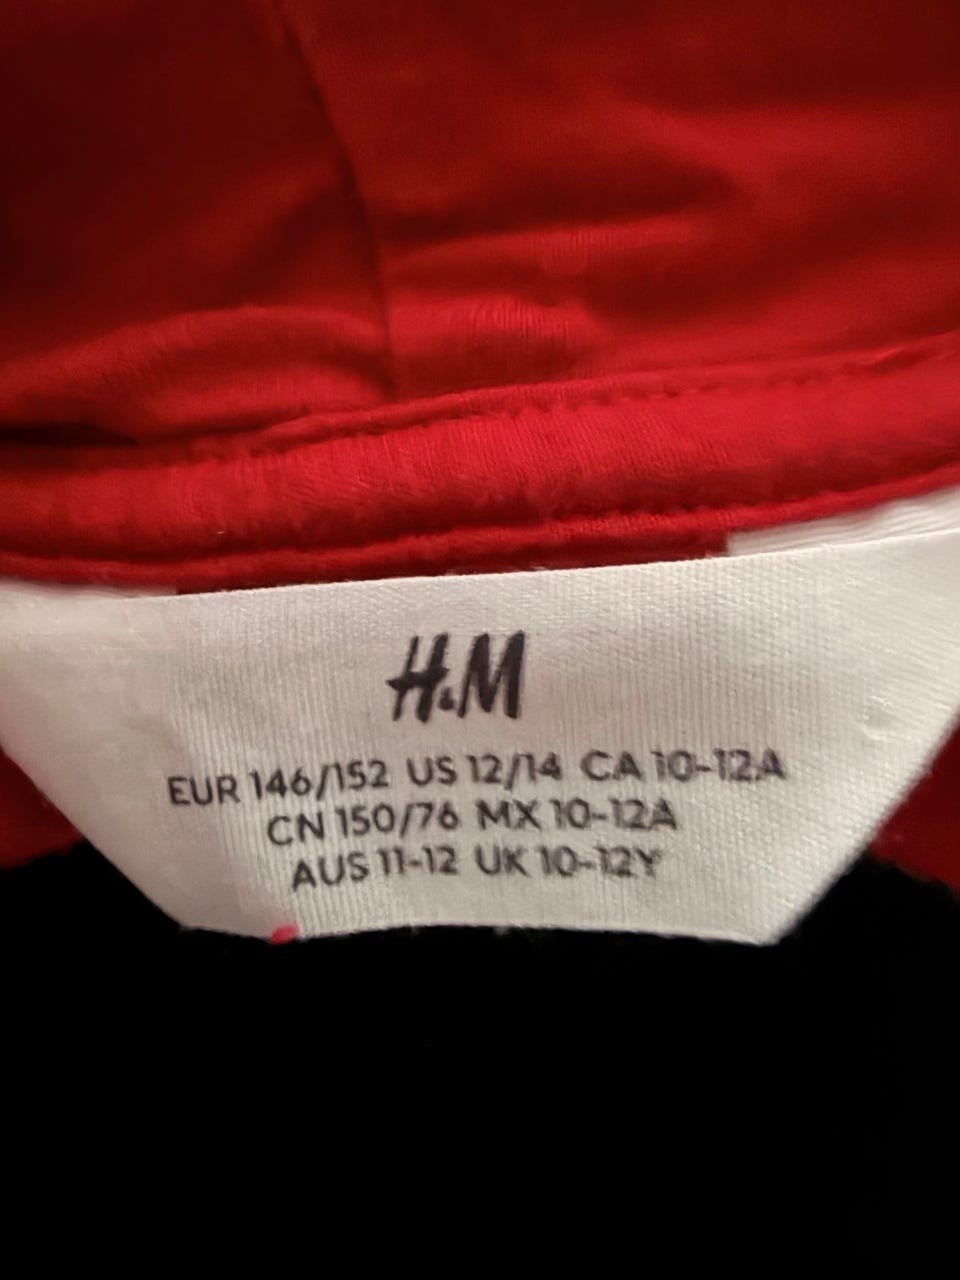 H&M
EUR 146/152 US 12/14 CA 10-12A
CN 150/76 MX 10-12A
AUS 11-12 UK 10-12Y